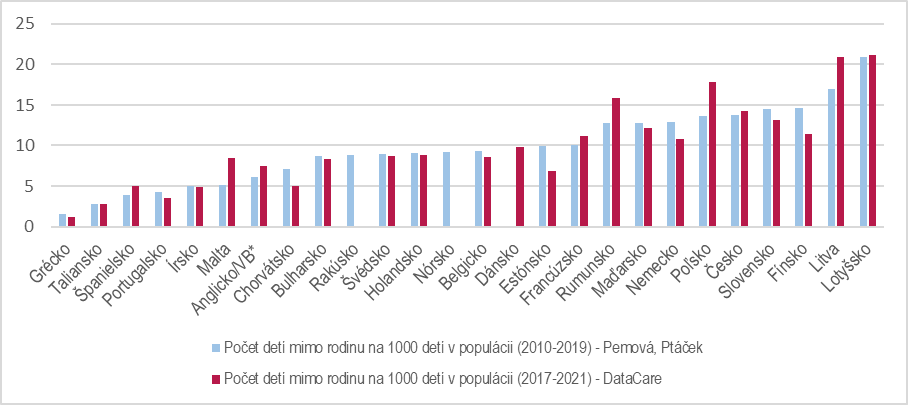 25
20
15
10
5
0
Grécko
Taliansko
Španielsko
Portugalsko
Írsko
Malta
Anglicko/VB*
Chorvátsko
Bulharsko
Rakúsko
Švédsko
Holandsko
Nórsko
Belgicko
Dánsko
Estónsko
Francúzsko
Rumunsko
Maďarsko
Nemecko
Poľsko
Česko
Slovensko
Fínsko
Litva
Lotyšsko
Počet detí mimo rodinu na 1000 detí v populácii (2010-2019) - Pemová, Ptáček
Počet detí mimo rodinu na 1000 detí v populácii (2017-2021) - DataCare